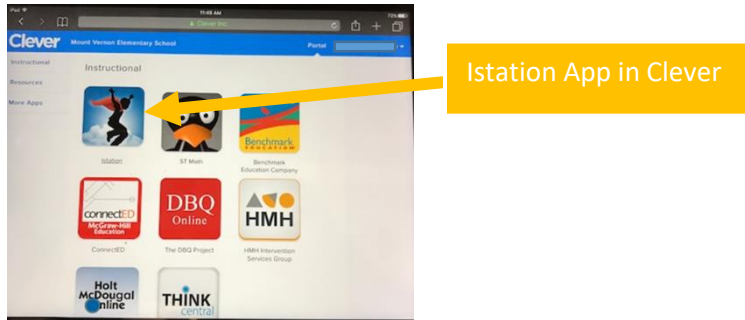 iPad
11:48 AM
72%
Clever Inc.
Clever
Mount Vernon Elementary School
Portal
Instructional
Resources
More Apps
Instructional
Istation
ST Math
Benchmark
EDUCATION
Benchmark
Education Company
connectED
McGraw-Hill
Education
ConnectED
DBQ
Online
The DBQ Project
HMH
HMH Intervention
Services Group
Holt
McDougal
Online
THINK
central
Istation App in Clever